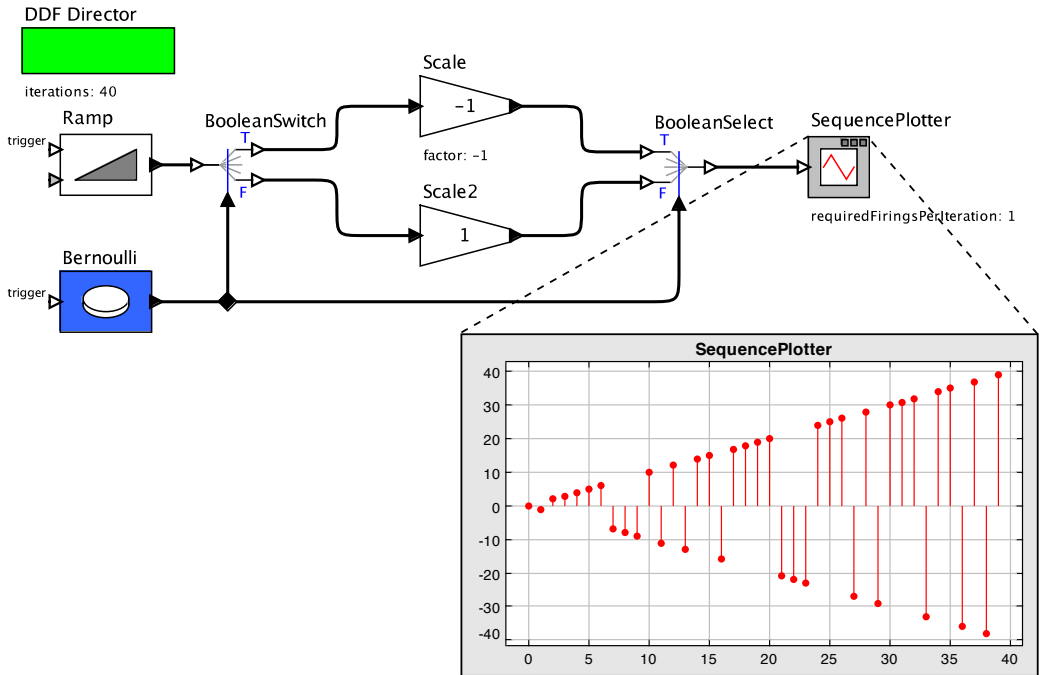 DDF Director
iterations: 40
Ramp
trigger
BooleanSwitch
T
F
Scale
-1
factor: -1
Scale2
1
BooleanSelect
T
F
SequencePlotter
requiredFiringsPerIteration: 1
Bernoulli
trigger
SequencePlotter
40
30
20
10
0
-10
-20
-30
-40
0 5 10 15 20 25 30 35 40